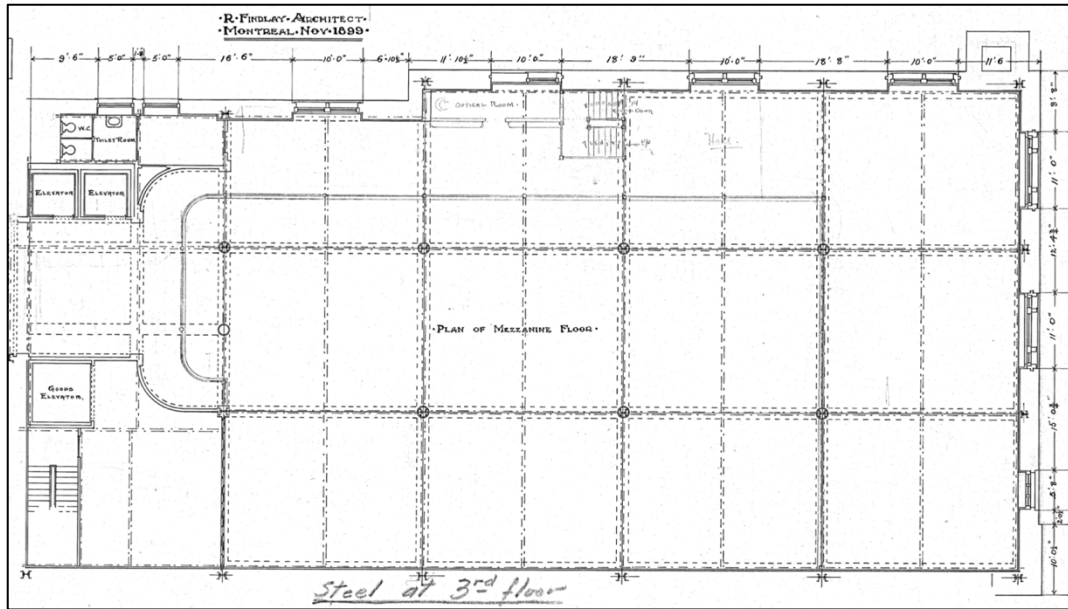 ·R·FINDLAY·ARCHITECT·
·MONTREAL·NOV·1899·
9'·6" 5'·0" 5'·0" 16'·6" 10'·0" 6'·10½" 11'·10½" 10'·0" 18'·9" 10'·0" 18'·8" 10'·0" 11'6
OPTICAL ROOM·
W.C.
TOILET ROOM
ELEVATOR
ELEVATOR
11'·0"
·PLAN OF MEZZANINE FLOOR·
11'·0"
GOODS
ELEVATOR.
Steel at 3rd floor